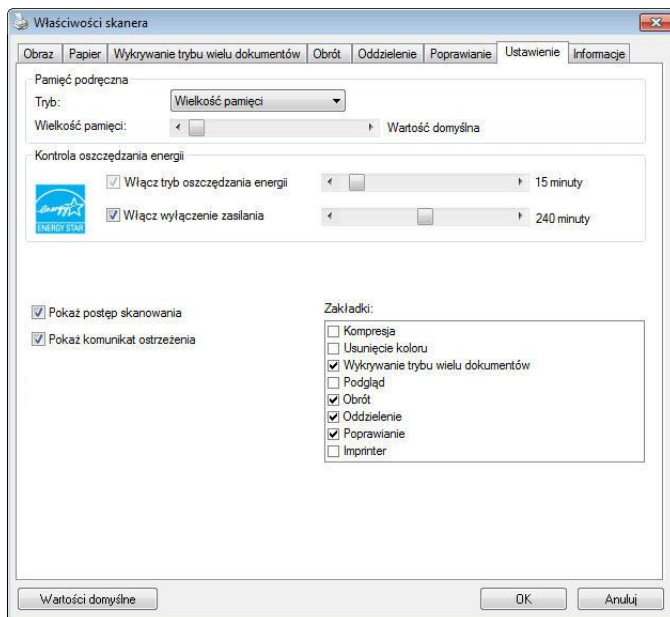 Właściwości skanera
Obraz Papier Wykrywanie trybu wielu dokumentów Obrót Oddzielenie Poprawianie Ustawienie Informacje
Pamięć podręczna
Tryb: Wielkość pamięci
Wielkość pamięci: Wartość domyślna
Kontrola oszczędzania energii
Włącz tryb oszczędzania energii 15 minuty
energy
ENERGY STAR
Włącz wyłączenie zasilania 240 minuty
Pokaż postęp skanowania
Pokaż komunikat ostrzeżenia
Zakładki:
Kompresja
Usunięcie koloru
Wykrywanie trybu wielu dokumentów
Podgląd
Obrót
Oddzielenie
Poprawianie
Imprinter
Wartości domyślne OK Anuluj